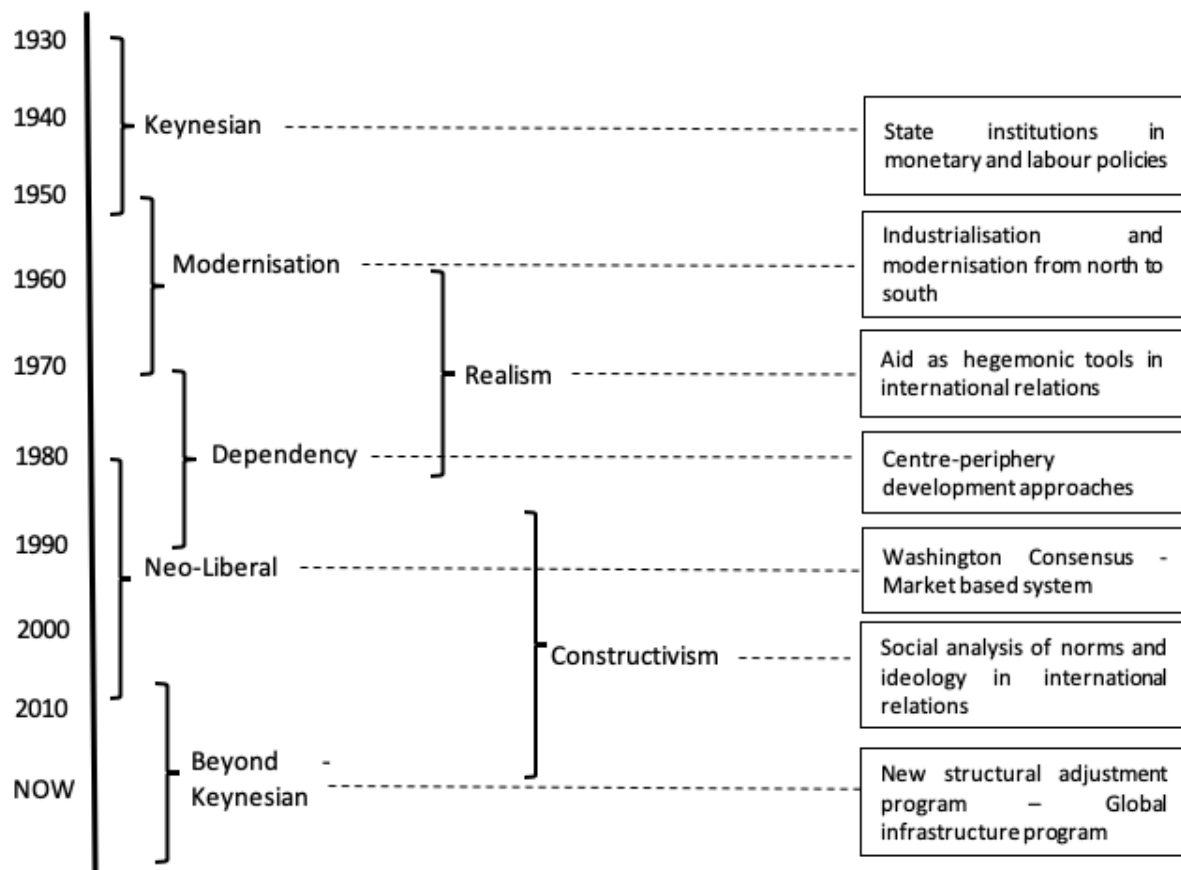 1930
Keynesian
1940
State institutions in
monetary and labour policies
1950
Modernisation
Industrialisation and
modernisation from north to
south
1960
1970
Realism
Aid as hegemonic tools in
international relations
1980
Dependency
Centre-periphery
development approaches
1990
Neo-Liberal
Washington Consensus -
Market based system
2000
Constructivism
Social analysis of norms and
ideology in international
relations
2010
Beyond -
Keynesian
NOW
New structural adjustment
program – Global
infrastructure program